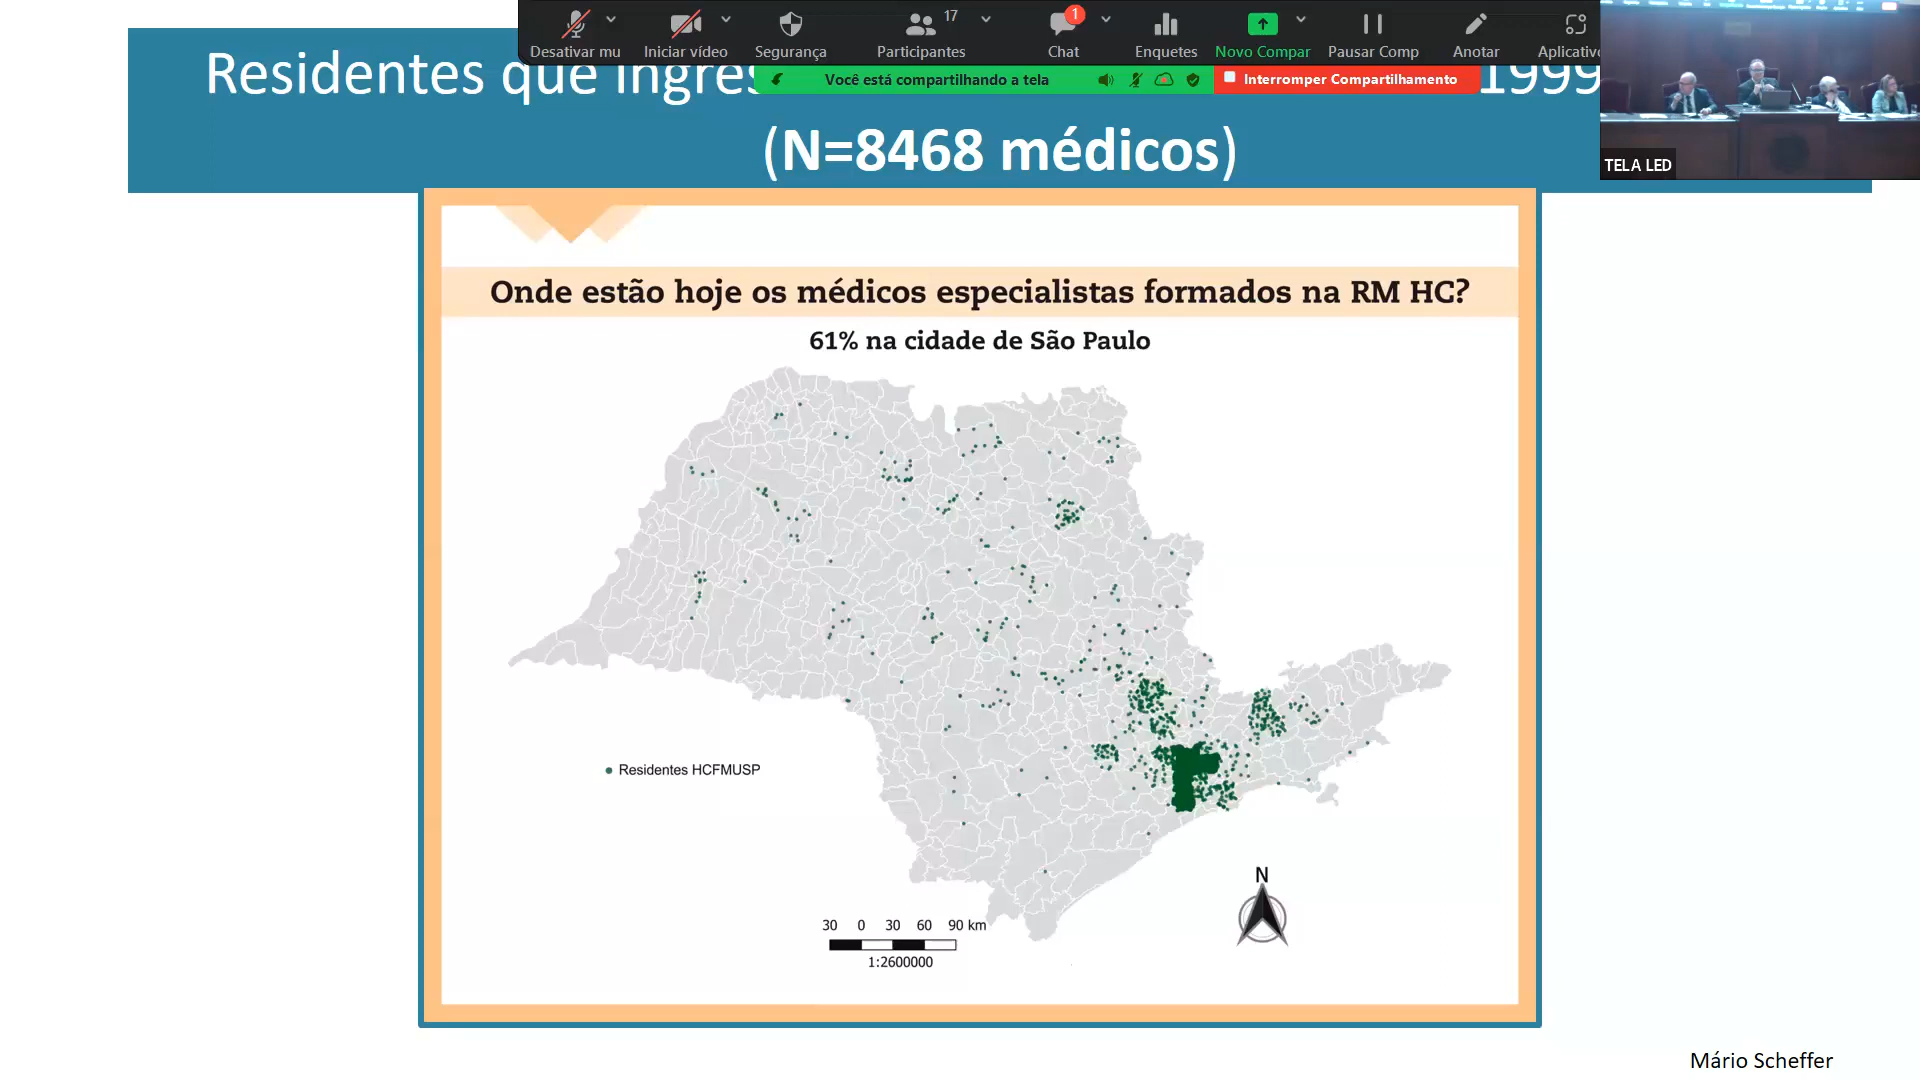 17
1
Desativar mu
Iniciar vídeo
Segurança
Participantes
Chat
Enquetes
Novo Compar
Pausar Comp
Anotar
Aplicativo
Você está compartilhando a tela
Interromper Compartilhamento
Residentes que 1999
(N=8468 médicos)
TELA LED
Onde estão hoje os médicos especialistas formados na RM HC?
61% na cidade de São Paulo
Residentes HCFMUSP
N
30 0 30 60 90 km
1:2600000
Mário Scheffer